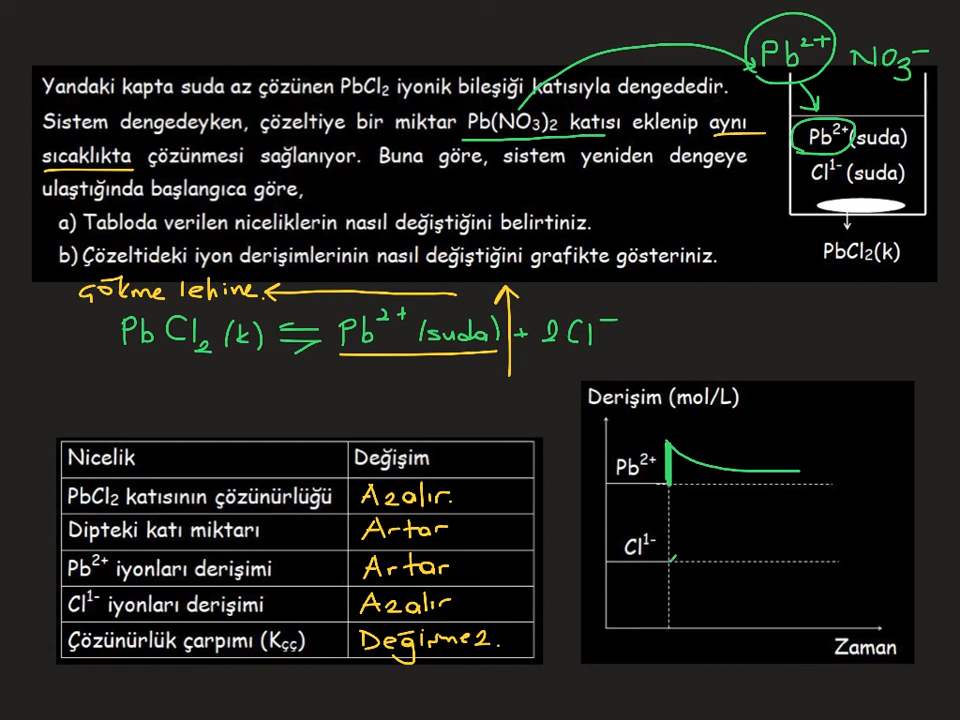 Pb²⁺ NO₃⁻
Yandaki kapta suda az çözünen PbCl₂ iyonik bileşiği katısıyla dengededir.
Sistem dengedeyken, çözeltiye bir miktar Pb(NO₃)₂ katısı eklenip aynı
sıcaklıkta çözünmesi sağlanıyor. Buna göre, sistem yeniden dengeye
ulaştığında başlangıca göre,
a) Tabloda verilen niceliklerin nasıl değiştiğini belirtiniz.
b) Çözeltideki iyon derişimlerinin nasıl değiştiğini grafikte gösteriniz.
Pb²⁺(suda)
Cl¹⁻(suda)
PbCl₂(k)
Çökme lehine.
PbCl₂(k) ⇌ Pb²⁺(suda) + 2Cl⁻
Nicelik Değişim
PbCl₂ katısının çözünürlüğü Azalır.
Dipteki katı miktarı Artar
Pb²⁺ iyonları derişimi Artar
Cl¹⁻ iyonları derişimi Azalır
Çözünürlük çarpımı (Kçç) Değişmez.
Derişim (mol/L)
Pb²⁺
Cl¹⁻
Zaman